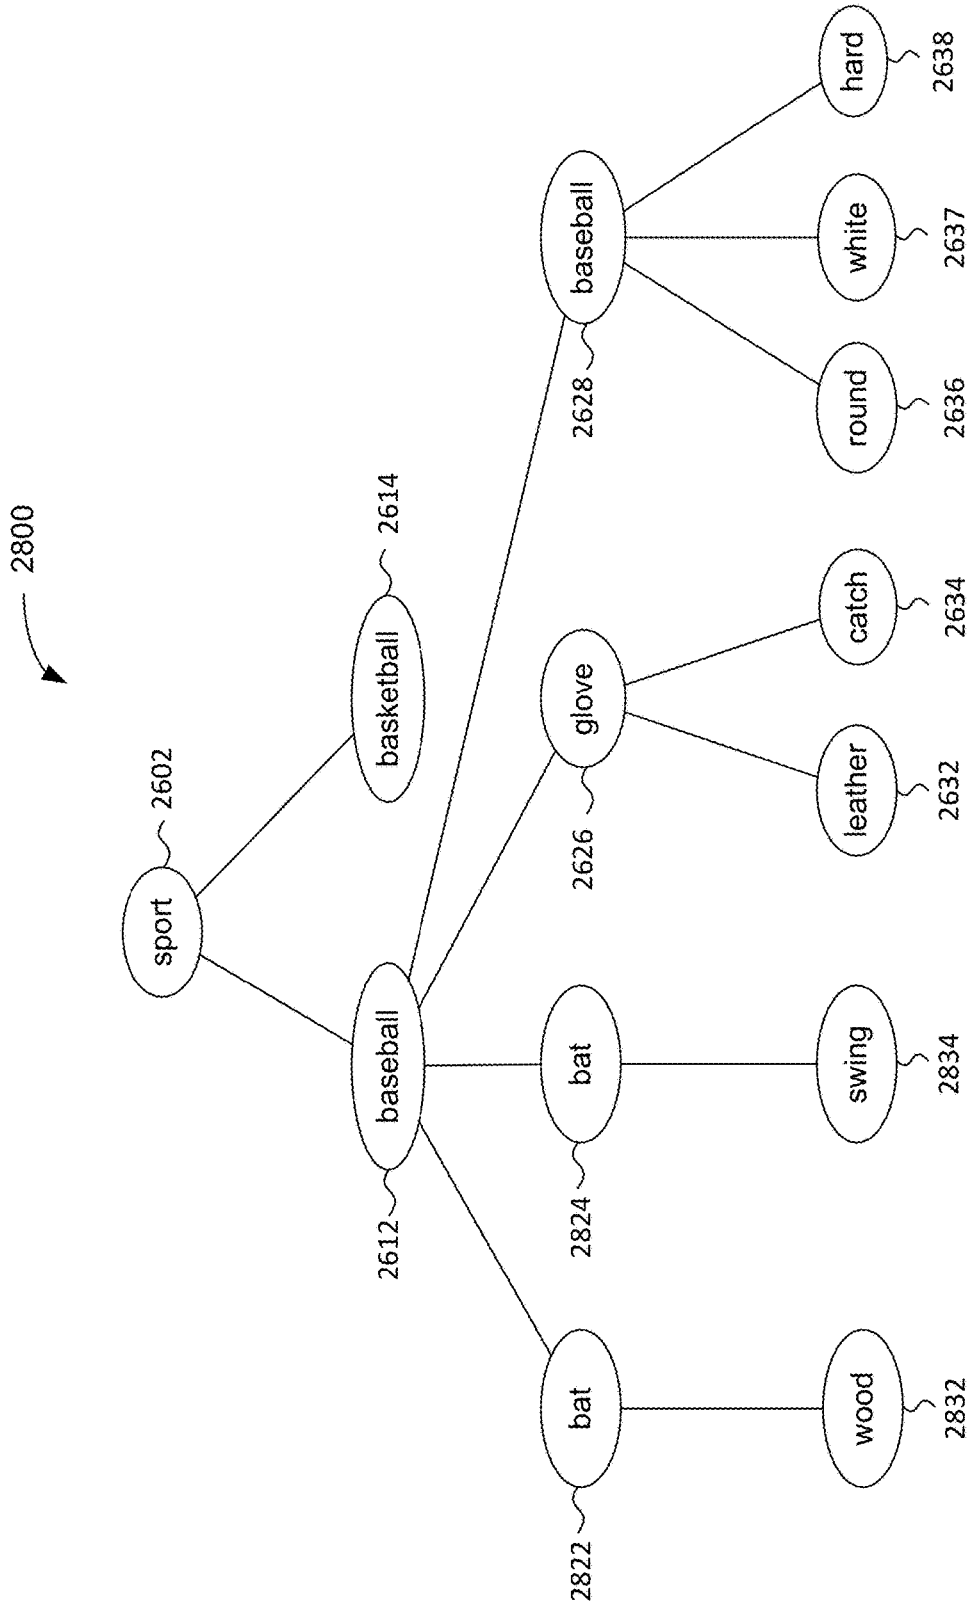 2800
sport
2602
baseball
2612
basketball
2614
bat
2822
bat
2824
glove
2626
baseball
2628
wood
2832
swing
2834
leather
2632
catch
2634
round
2636
white
2637
hard
2638